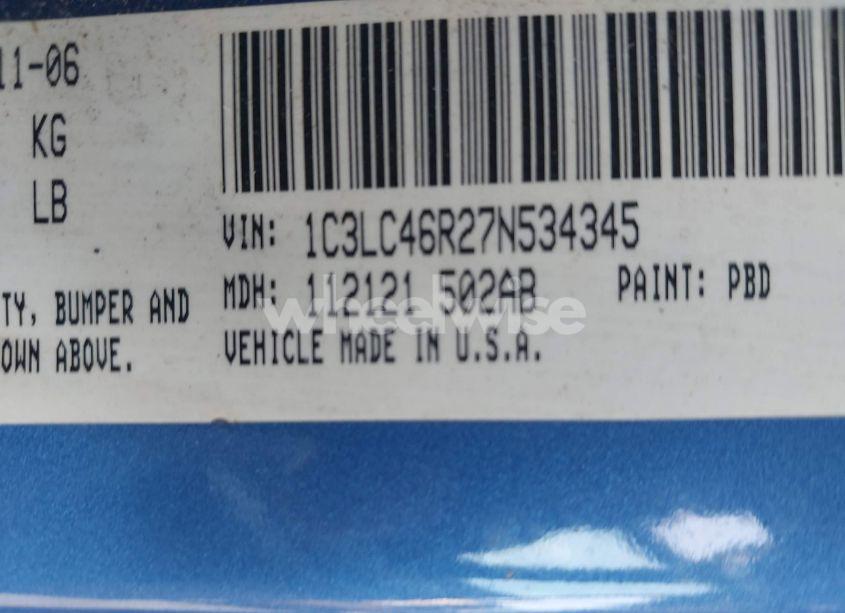 11-06
KG
LB
VIN: 1C3LC46R27N534345
MDH: 112121 502AB PAINT: PBD
TY, BUMPER AND
VEHICLE MADE IN U.S.A.
OWN ABOVE.
wheelwise